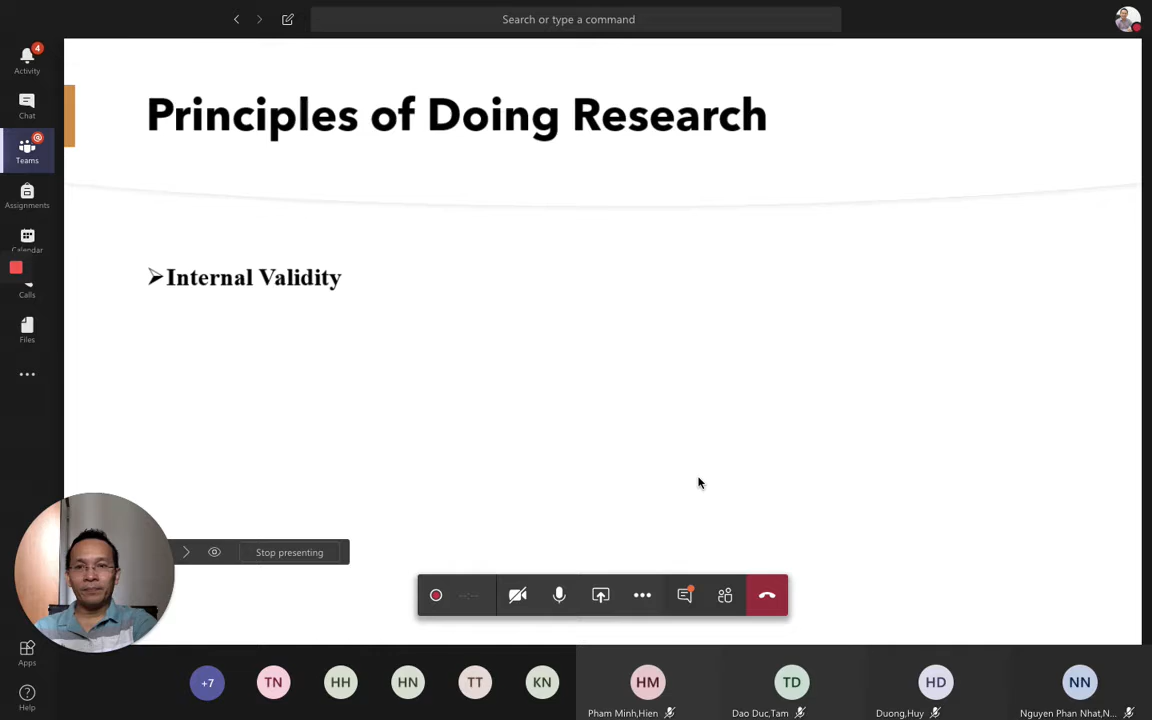 Search or type a command
4
Activity
Chat
Teams
Assignments
Calendar
Calls
Files
Principles of Doing Research
➢Internal Validity
Stop presenting
--:--
Apps
Help
+7
TN
HH
HN
TT
KN
HM
TD
HD
NN
Pham Minh,Hien
Dao Duc,Tam
Duong,Huy
Nguyen Phan Nhat,N...